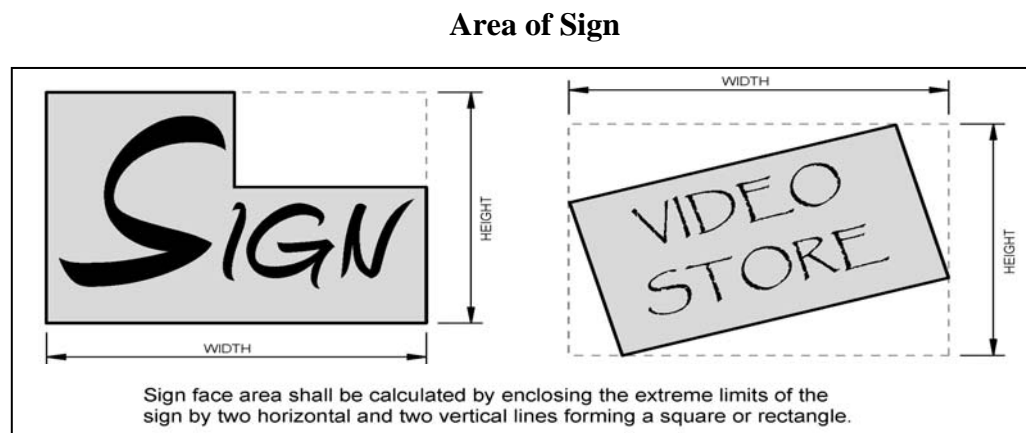 Area of Sign
WIDTH
SIGN
HEIGHT
WIDTH
VIDEO
STORE
HEIGHT
Sign face area shall be calculated by enclosing the extreme limits of the
sign by two horizontal and two vertical lines forming a square or rectangle.